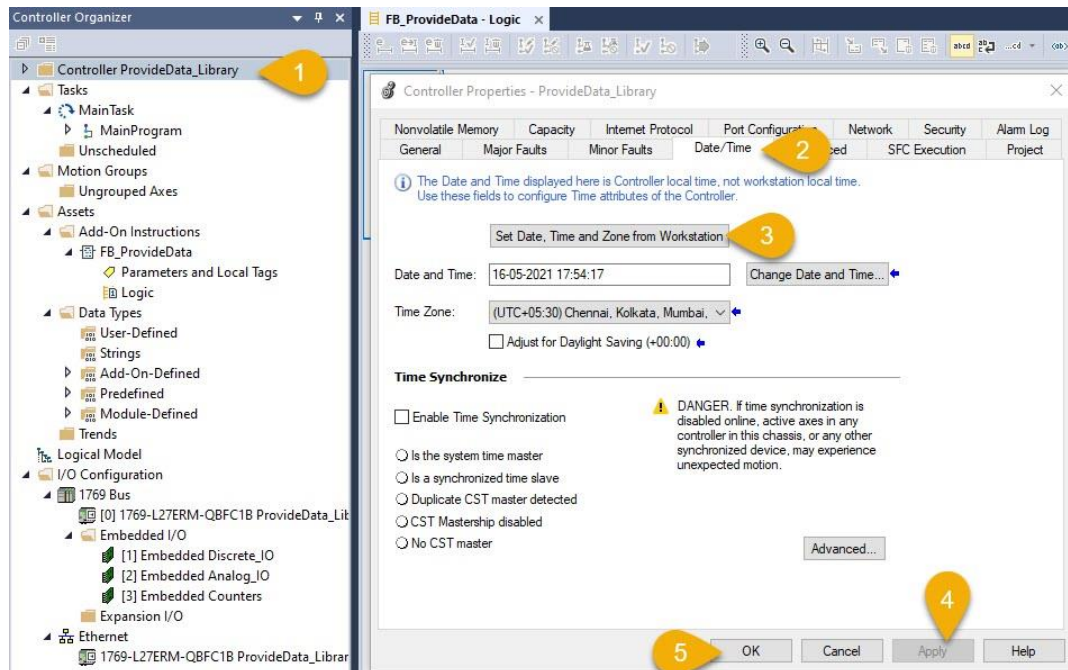 Controller Organizer
Controller ProvideData_Library
1
Tasks
MainTask
MainProgram
Unscheduled
Motion Groups
Ungrouped Axes
Assets
Add-On Instructions
FB_ProvideData
Parameters and Local Tags
Logic
Data Types
User-Defined
Strings
Add-On-Defined
Predefined
Module-Defined
Trends
Logical Model
I/O Configuration
1769 Bus
[0] 1769-L27ERM-QBFC1B ProvideData_Lib
Embedded I/O
[1] Embedded Discrete_IO
[2] Embedded Analog_IO
[3] Embedded Counters
Expansion I/O
Ethernet
1769-L27ERM-QBFC1B ProvideData_Librar
FB_ProvideData - Logic
abcd
...cd
Controller Properties - ProvideData_Library
Nonvolatile Memory Capacity Internet Protocol Port Configuration Network Security Alarm Log
General Major Faults Minor Faults Date/Time 2 ced SFC Execution Project
The Date and Time displayed here is Controller local time, not workstation local time.
Use these fields to configure Time attributes of the Controller.
Set Date, Time and Zone from Workstation 3
Date and Time: 16-05-2021 17:54:17 Change Date and Time...
Time Zone: (UTC+05:30) Chennai, Kolkata, Mumbai,
Adjust for Daylight Saving (+00:00)
Time Synchronize
Enable Time Synchronization
DANGER. If time synchronization is
disabled online, active axes in any
controller in this chassis, or any other
synchronized device, may experience
unexpected motion.
Is the system time master
Is a synchronized time slave
Duplicate CST master detected
CST Mastership disabled
No CST master
Advanced...
4
5 OK Cancel Apply Help